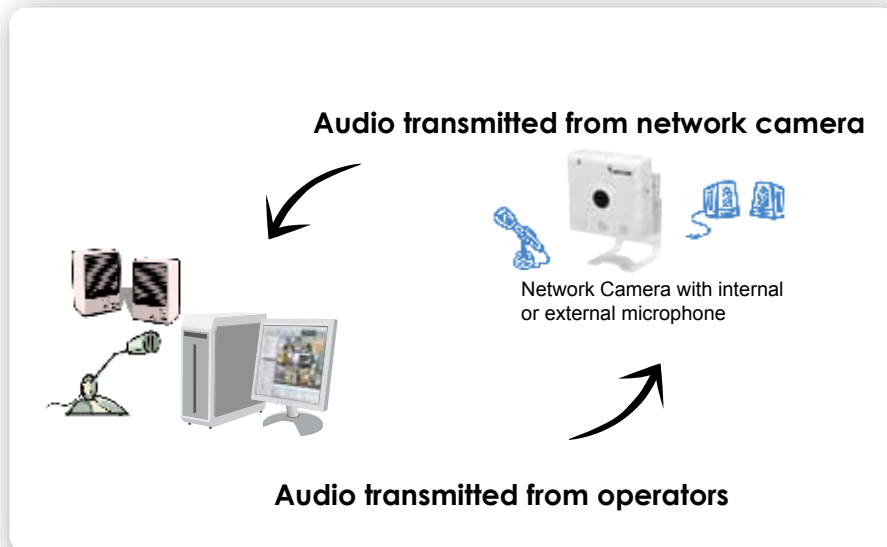 Audio transmitted from network camera
Network Camera with internal
or external microphone
Audio transmitted from operators